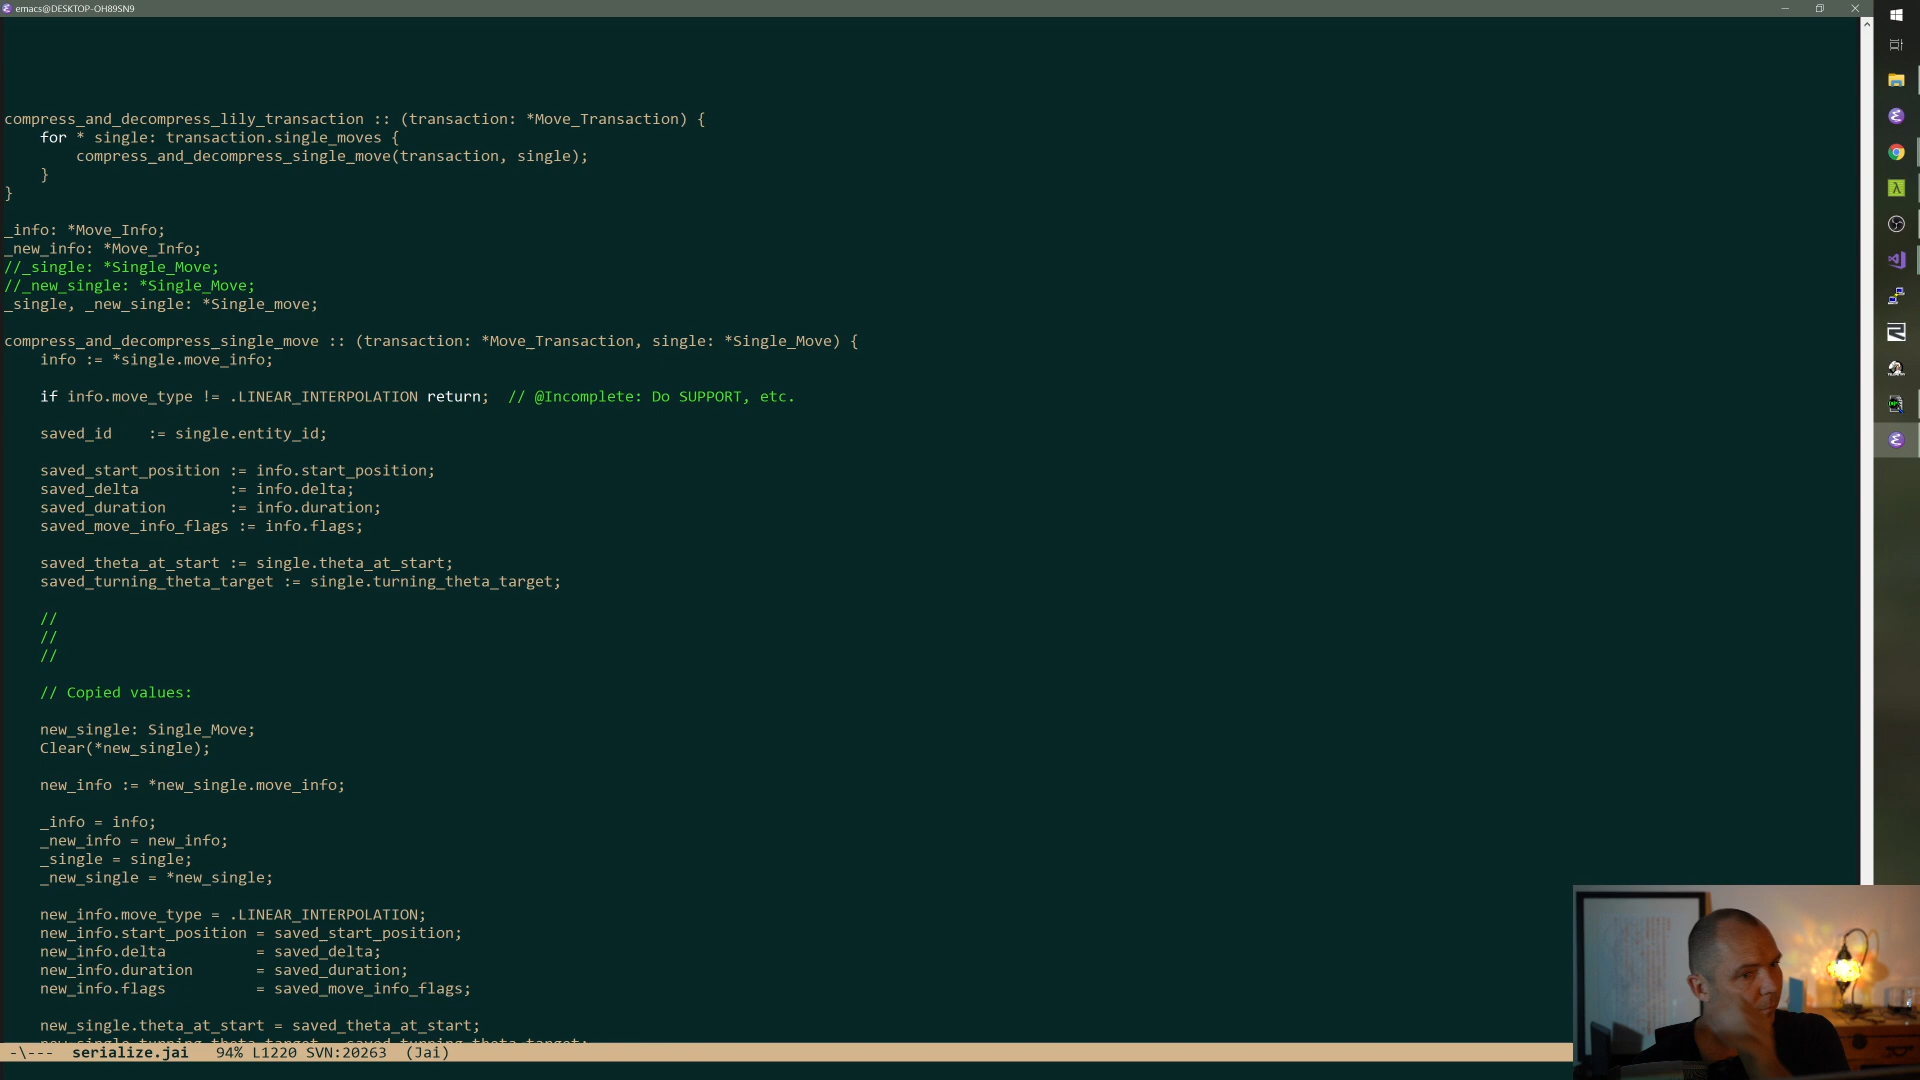 emacs@DESKTOP-OH89SN9
compress_and_decompress_lily_transaction :: (transaction: *Move_Transaction) {
    for * single: transaction.single_moves {
        compress_and_decompress_single_move(transaction, single);
    }
}
_info: *Move_Info;
_new_info: *Move_Info;
//_single: *Single_Move;
//_new_single: *Single_Move;
_single, _new_single: *Single_move;
compress_and_decompress_single_move :: (transaction: *Move_Transaction, single: *Single_Move) {
    info := *single.move_info;
    if info.move_type != .LINEAR_INTERPOLATION return;  // @Incomplete: Do SUPPORT, etc.
    saved_id    := single.entity_id;
    saved_start_position := info.start_position;
    saved_delta          := info.delta;
    saved_duration       := info.duration;
    saved_move_info_flags := info.flags;
    saved_theta_at_start := single.theta_at_start;
    saved_turning_theta_target := single.turning_theta_target;
    //
    //
    //
    // Copied values:
    new_single: Single_Move;
    Clear(*new_single);
    new_info := *new_single.move_info;
    _info = info;
    _new_info = new_info;
    _single = single;
    _new_single = *new_single;
    new_info.move_type = .LINEAR_INTERPOLATION;
    new_info.start_position = saved_start_position;
    new_info.delta          = saved_delta;
    new_info.duration       = saved_duration;
    new_info.flags          = saved_move_info_flags;
    new_single.theta_at_start = saved_theta_at_start;
    new_single.turning_theta_target = saved_turning_theta_target;
-\---  serialize.jai   94% L1220 SVN:20263  (Jai)